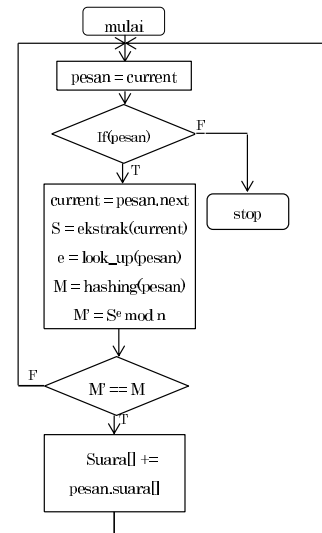 mulai
pesan = current
If(pesan)
F
T
stop
current = pesan.next
S = ekstrak(current)
e = look_up(pesan)
M = hashing(pesan)
M' = Sᵉ mod n
F
M' == M
T
Suara[] +=
pesan.suara[]